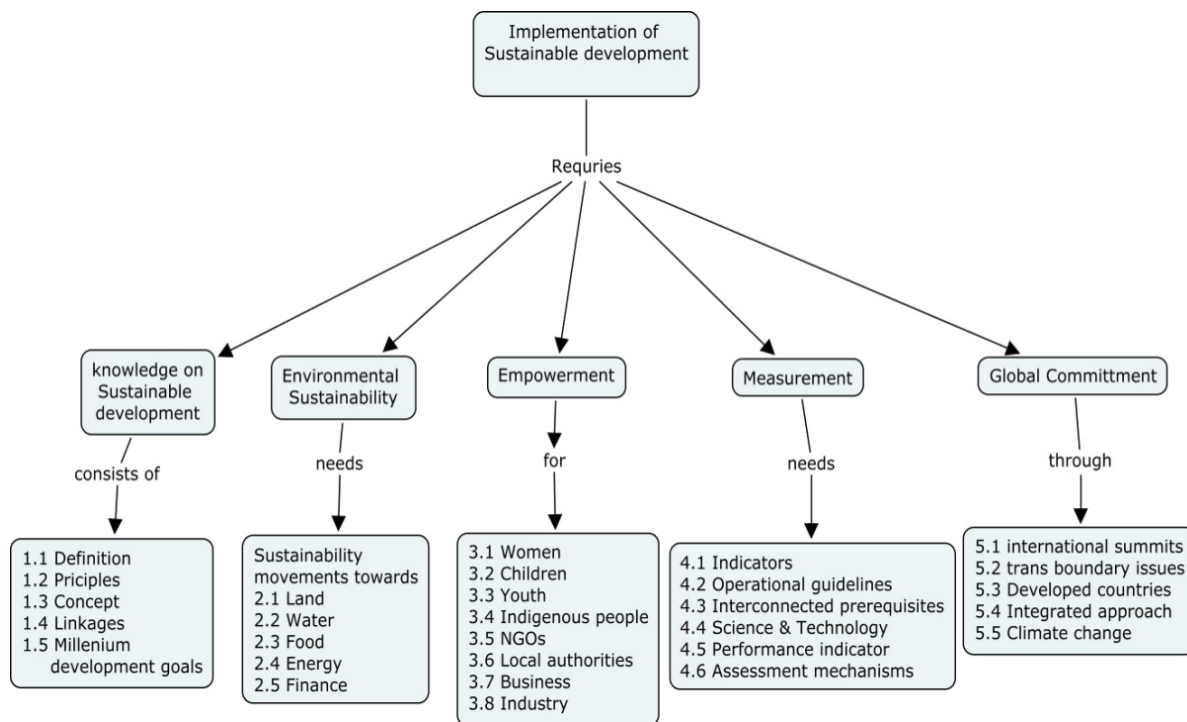 Implementation of
Sustainable development
Requries
knowledge on
Sustainable
development
Environmental
Sustainability
Empowerment
Measurement
Global Committment
consists of
needs
for
needs
through
1.1 Definition
1.2 Priciples
1.3 Concept
1.4 Linkages
1.5 Millenium
development goals
Sustainability
movements towards
2.1 Land
2.2 Water
2.3 Food
2.4 Energy
2.5 Finance
3.1 Women
3.2 Children
3.3 Youth
3.4 Indigenous people
3.5 NGOs
3.6 Local authorities
3.7 Business
3.8 Industry
4.1 Indicators
4.2 Operational guidelines
4.3 Interconnected prerequisites
4.4 Science & Technology
4.5 Performance indicator
4.6 Assessment mechanisms
5.1 international summits
5.2 trans boundary issues
5.3 Developed countries
5.4 Integrated approach
5.5 Climate change